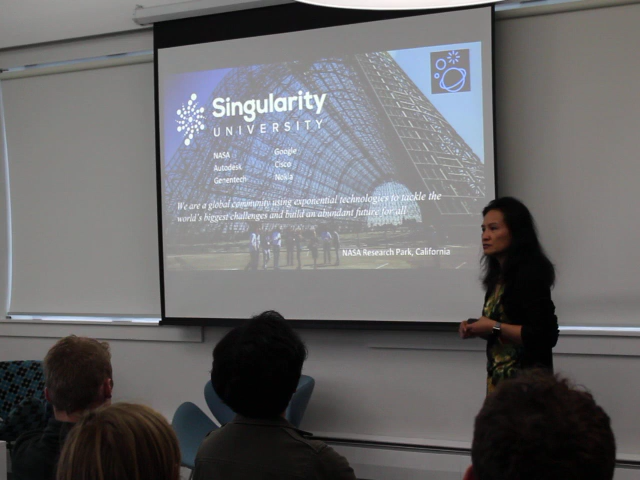 Singularity
UNIVERSITY
NASA Google
Autodesk Cisco
Genentech Nokia
We are a global community using exponential technologies to tackle the
world's biggest challenges and build an abundant future for all
NASA Research Park, California